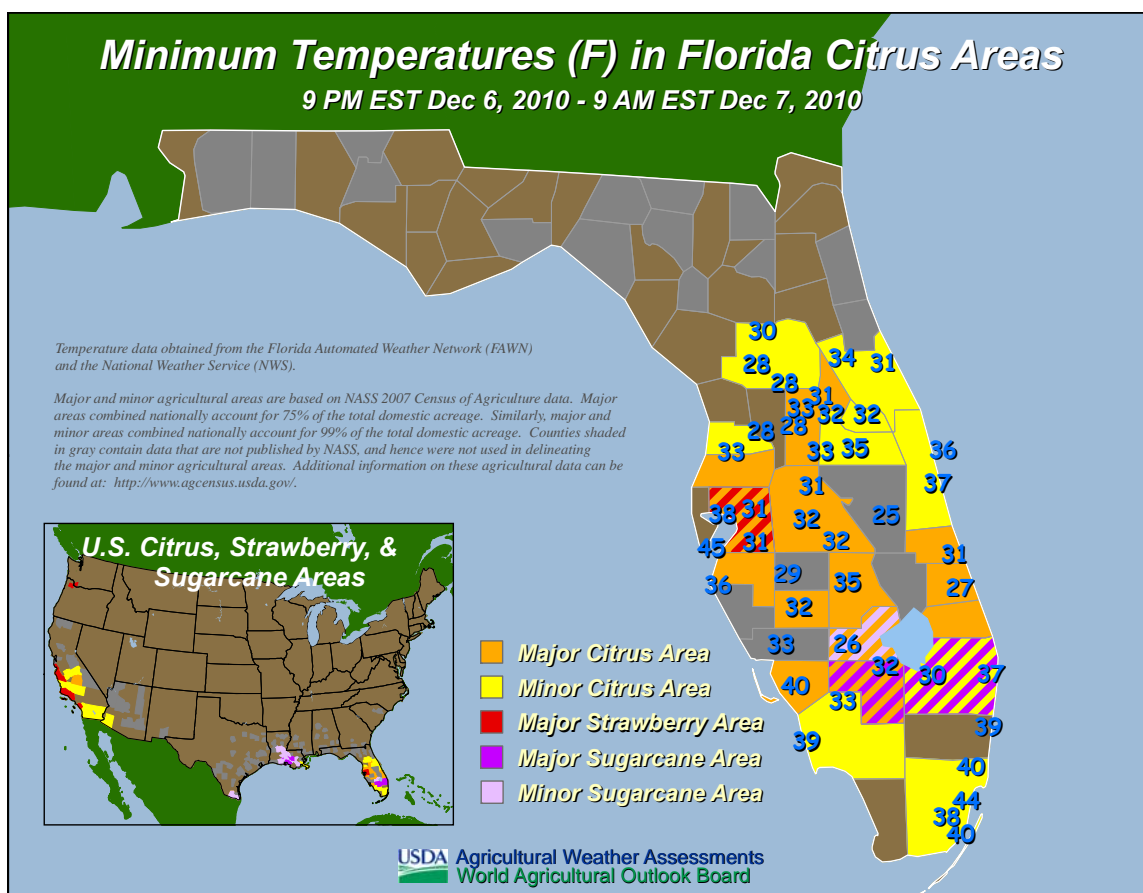 Minimum Temperatures (F) in Florida Citrus Areas
9 PM EST Dec 6, 2010 - 9 AM EST Dec 7, 2010
Temperature data obtained from the Florida Automated Weather Network (FAWN)
and the National Weather Service (NWS).
Major and minor agricultural areas are based on NASS 2007 Census of Agriculture data.  Major
areas combined nationally account for 75% of the total domestic acreage.  Similarly, major and
minor areas combined nationally account for 99% of the total domestic acreage.  Counties shaded
in gray contain data that are not published by NASS, and hence were not used in delineating
the major and minor agricultural areas.  Additional information on these agricultural data can be
found at:  http://www.agcensus.usda.gov/.
30
34
28
31
28
31
33
32
32
28
28
33
33
35
36
31
37
38
31
32
25
45
31
32
31
36
29
35
27
32
33
26
32
30
37
40
33
39
39
40
44
38
40
U.S. Citrus, Strawberry, &
Sugarcane Areas
Major Citrus Area
Minor Citrus Area
Major Strawberry Area
Major Sugarcane Area
Minor Sugarcane Area
USDA Agricultural Weather Assessments
World Agricultural Outlook Board